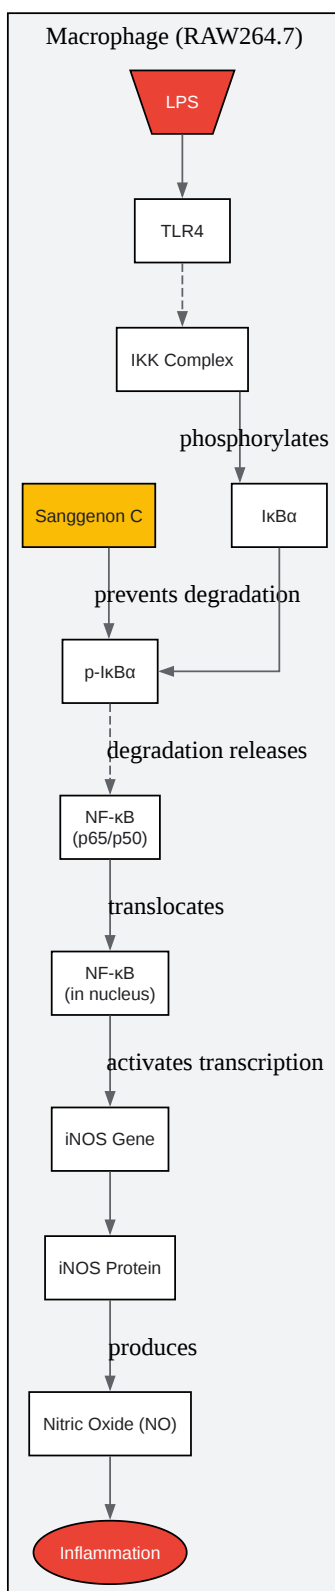 Macrophage (RAW264.7)
LPS
TLR4
IKK Complex
phosphorylates
Sanggenon C
IκBα
prevents degradation
p-IκBα
degradation releases
NF-κB
(p65/p50)
translocates
NF-κB
(in nucleus)
activates transcription
iNOS Gene
iNOS Protein
produces
Nitric Oxide (NO)
Inflammation